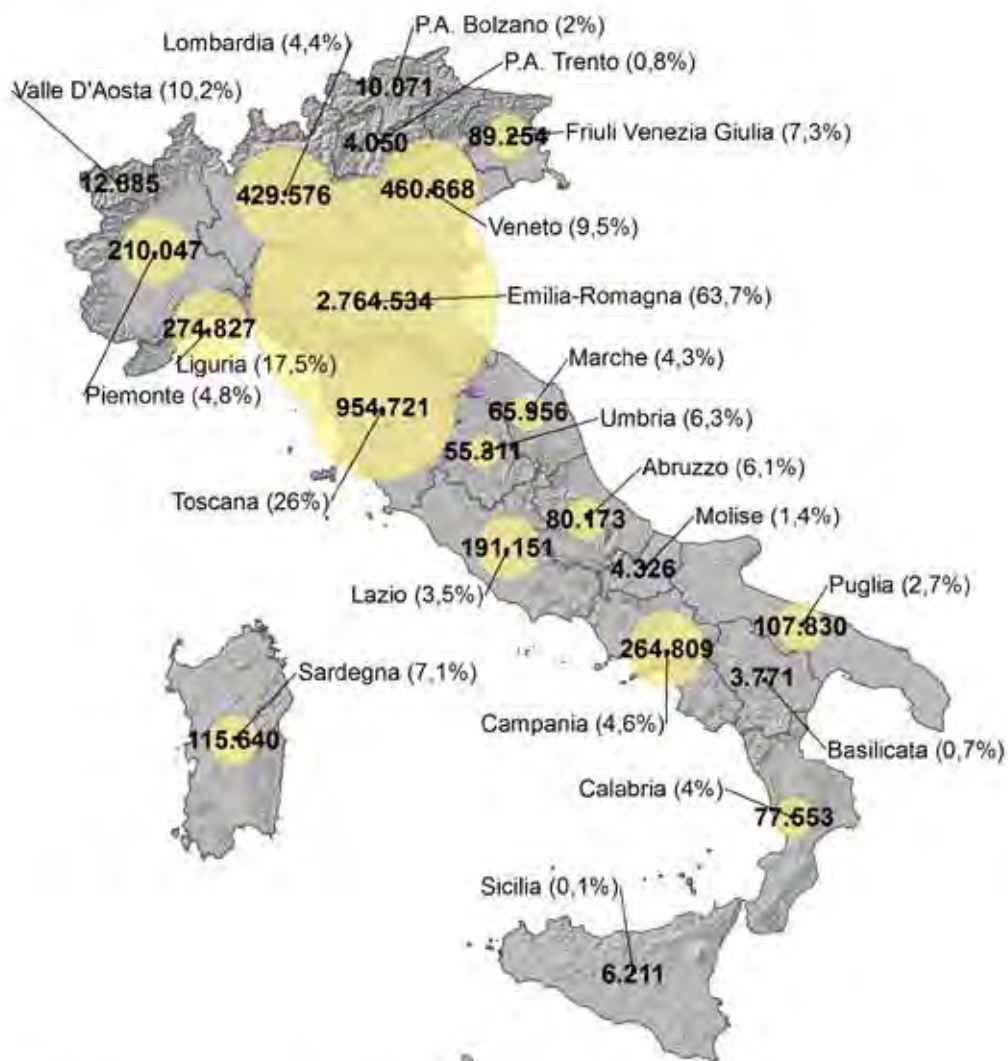 P.A. Bolzano (2%)
Lombardia (4,4%)
P.A. Trento (0,8%)
Valle D'Aosta (10,2%)
10.071
4.050
89.254
Friuli Venezia Giulia (7,3%)
12.085
429.576
460.668
Veneto (9,5%)
210.047
2.764.534
Emilia-Romagna (63,7%)
274.827
Liguria (17,5%)
Marche (4,3%)
Piemonte (4,8%)
954.721
65.956
Umbria (6,3%)
55.811
Abruzzo (6,1%)
Toscana (26%)
80.173
Molise (1,4%)
191.151
4.326
Lazio (3,5%)
Puglia (2,7%)
107.830
264.809
Sardegna (7,1%)
3.771
Campania (4,6%)
115.640
Basilicata (0,7%)
Calabria (4%)
77.553
Sicilia (0,1%)
6.211